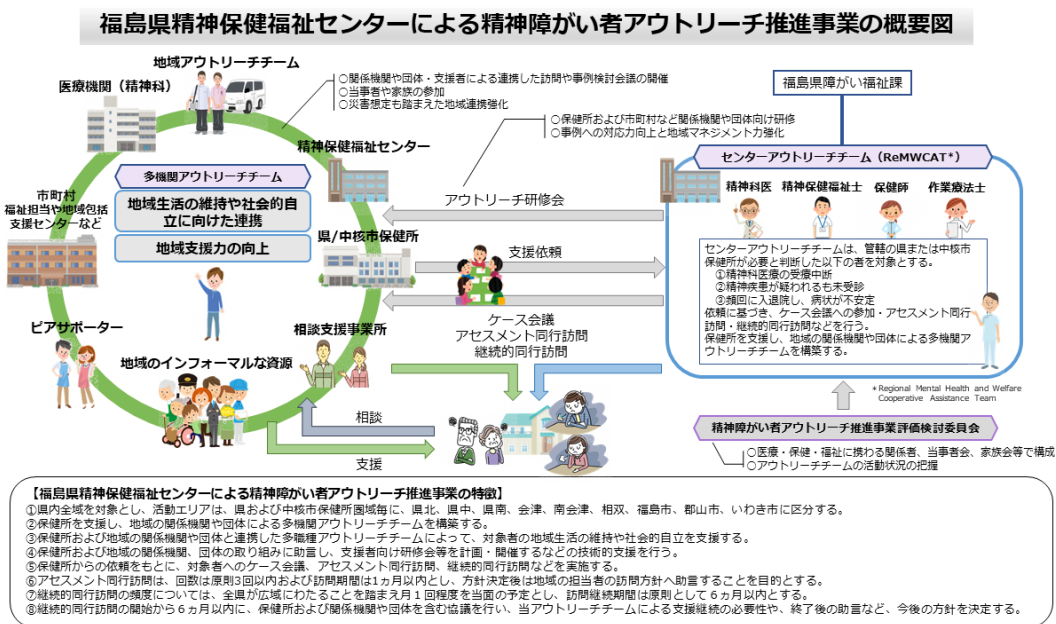 福島県精神保健福祉センターによる精神障がい者アウトリーチ推進事業の概要図
地域アウトリーチチーム
医療機関（精神科）
○関係機関や団体・支援者による連携した訪問や事例検討会議の開催
○当事者や家族の参加
○災害想定も踏まえた地域連携強化
福島県障がい福祉課
○保健所および市町村など関係機関や団体向け研修
○事例への対応力向上と地域マネジメント力強化
精神保健福祉センター
センターアウトリーチチーム（ReMWCAT*）
多機関アウトリーチチーム
地域生活の維持や社会的自
立に向けた連携
地域支援力の向上
市町村
福祉担当や地域包括
支援センターなど
アウトリーチ研修会
精神科医
精神保健福祉士
保健師
作業療法士
県/中核市保健所
支援依頼
センターアウトリーチチームは、管轄の県または中核市
保健所が必要と判断した以下の者を対象とする。
①精神科医療の受療中断
②精神疾患が疑われるも未受診
③頻回に入退院し、病状が不安定
依頼に基づき、ケース会議への参加・アセスメント同行
訪問・継続的同行訪問などを行う。
保健所を支援し、地域の関係機関や団体による多機関ア
ウトリーチチームを構築する。
ケース会議
アセスメント同行訪問
継続的同行訪問
ピアサポーター
相談支援事業所
地域のインフォーマルな資源
*Regional Mental Health and Welfare
Cooperative Assistance Team
相談
支援
精神障がい者アウトリーチ推進事業評価検討委員会
○医療・保健・福祉に携わる関係者、当事者会、家族会等で構成
○アウトリーチチームの活動状況の把握
【福島県精神保健福祉センターによる精神障がい者アウトリーチ推進事業の特徴】
①県内全域を対象とし、活動エリアは、県および中核市保健所圏域毎に、県北、県中、県南、会津、南会津、相双、福島市、郡山市、いわき市に区分する。
②保健所を支援し、地域の関係機関や団体による多機関アウトリーチチームを構築する。
③保健所および地域の関係機関や団体と連携した多職種アウトリーチチームによって、対象者の地域生活の維持や社会的自立を支援する。
④保健所および地域の関係機関、団体の取り組みに助言し、支援者向け研修会等を計画・開催するなどの技術的支援を行う。
⑤保健所からの依頼をもとに、対象者へのケース会議、アセスメント同行訪問、継続的同行訪問などを実施する。
⑥アセスメント同行訪問は、回数は原則3回以内および訪問期間は1ヵ月以内とし、方針決定後は地域の担当者の訪問方針へ助言することを目的とする。
⑦継続的同行訪問の頻度については、全県が広域にわたることを踏まえ月１回程度を当面の予定とし、訪問継続期間は原則として６ヵ月以内とする。
⑧継続的同行訪問の開始から６ヵ月以内に、保健所および関係機関や団体を含む協議を行い、当アウトリーチチームによる支援継続の必要性や、終了後の助言など、今後の方針を決定する。